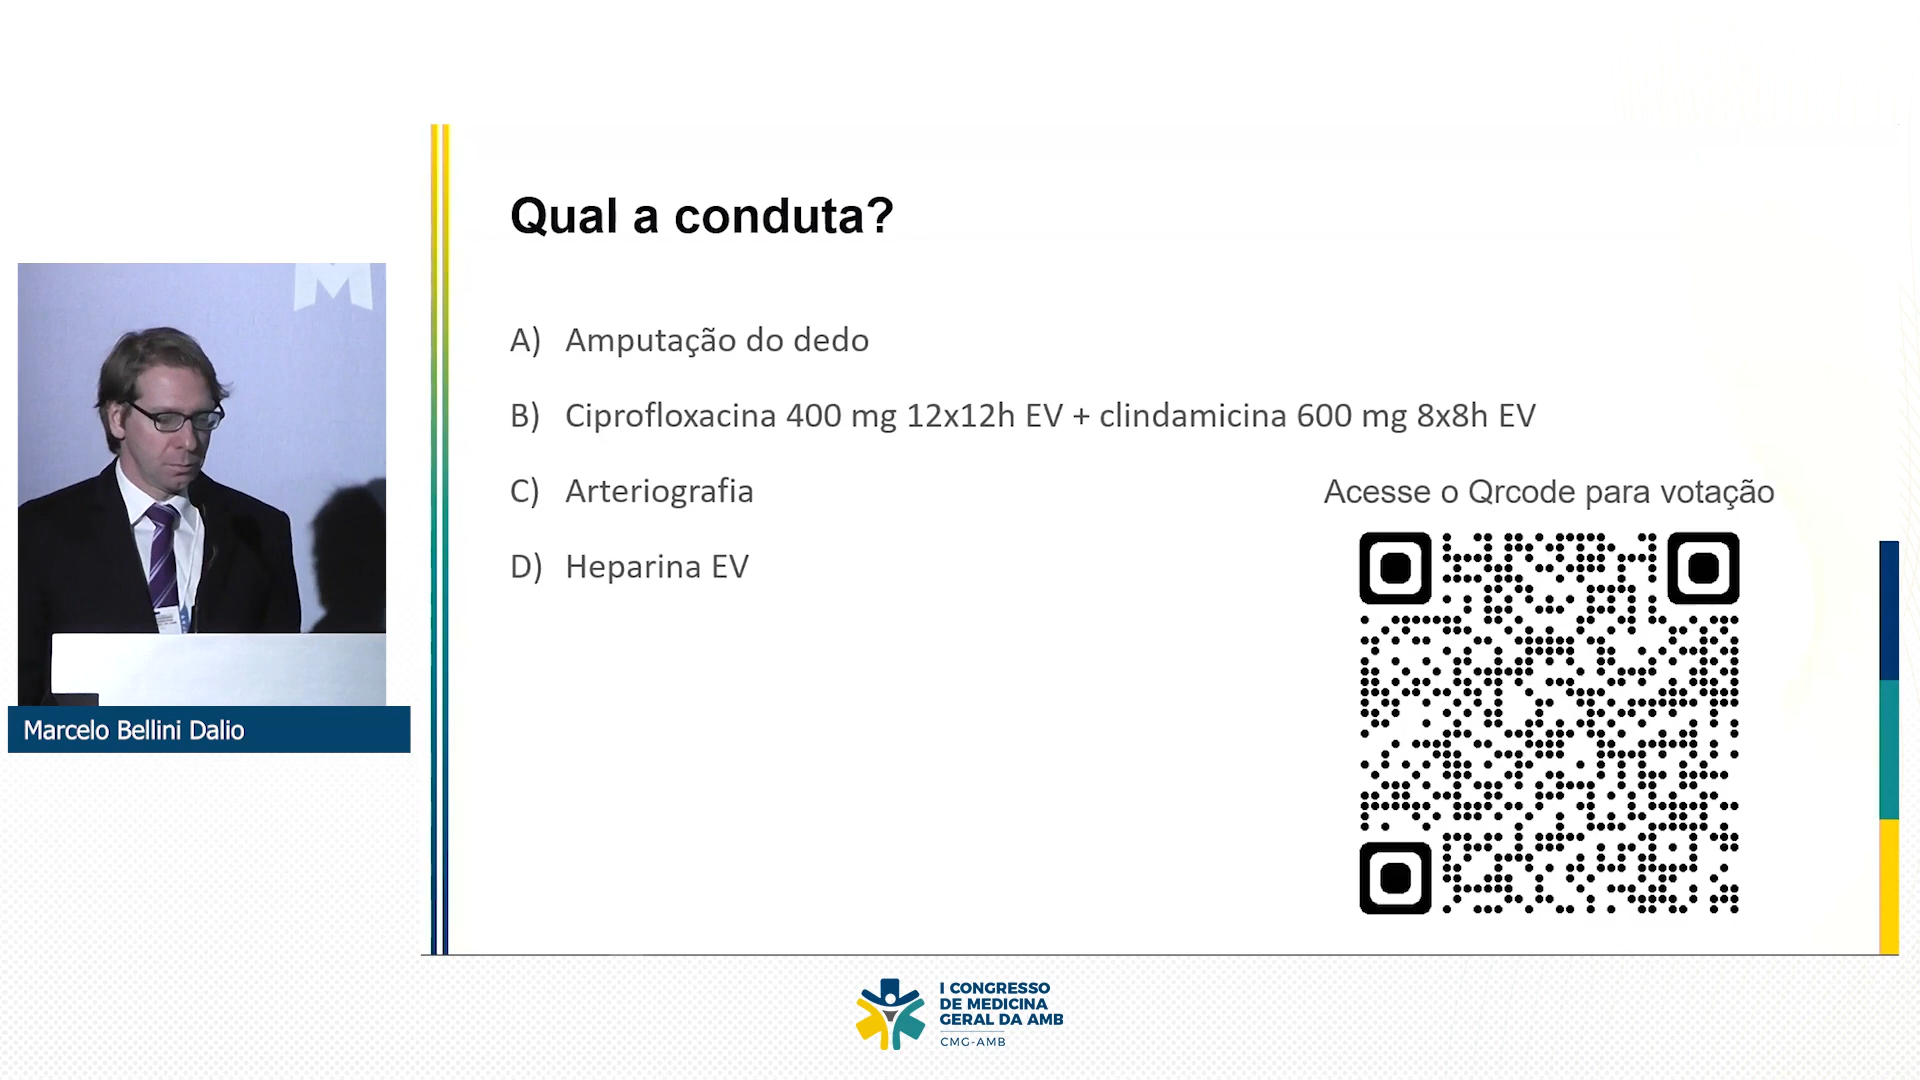 Qual a conduta?
A) Amputação do dedo
B) Ciprofloxacina 400 mg 12x12h EV + clindamicina 600 mg 8x8h EV
C) Arteriografia
D) Heparina EV
Acesse o Qrcode para votação
Marcelo Bellini Dalio
I CONGRESSO
DE MEDICINA
GERAL DA AMB
CMG-AMB